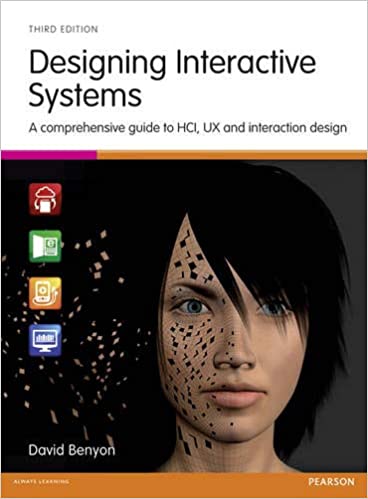 THIRD EDITION
Designing Interactive
Systems
A comprehensive guide to HCI, UX and interaction design
David Benyon
ALWAYS LEARNING
PEARSON